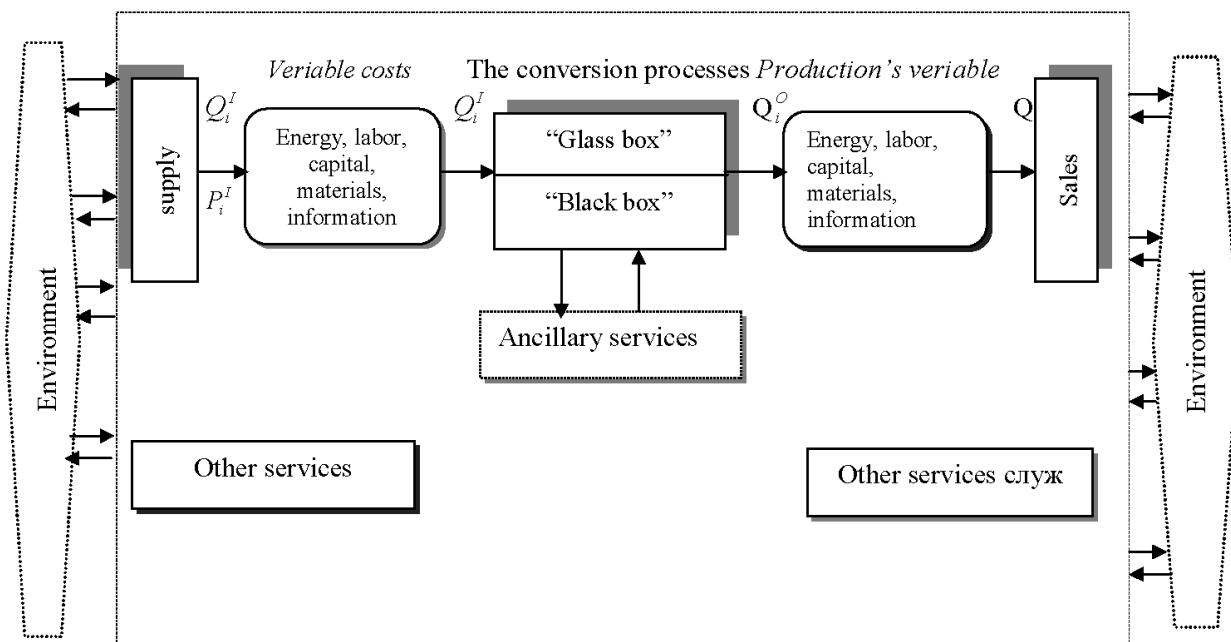 Veriable costs
The conversion processes Production's veriable
Environment
supply
Q_i^I
P_i^I
Energy, labor,
capital,
materials,
information
Q_i^I
“Glass box”
“Black box”
Q_i^O
Energy, labor,
capital,
materials,
information
Q
Sales
Environment
Ancillary services
Other services
Other services служ